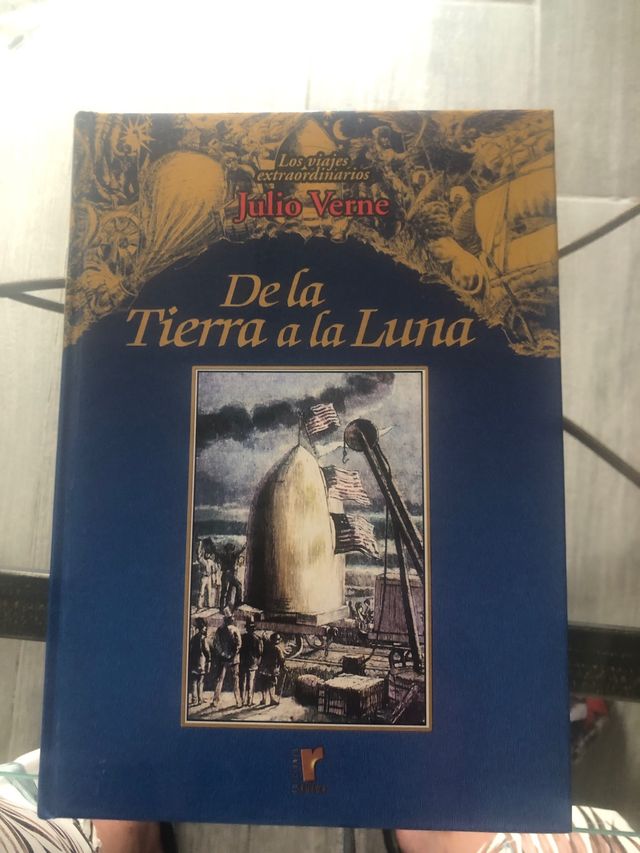 Los viajes
extraordinarios
Julio Verne
De la
Tierra a la Luna
r